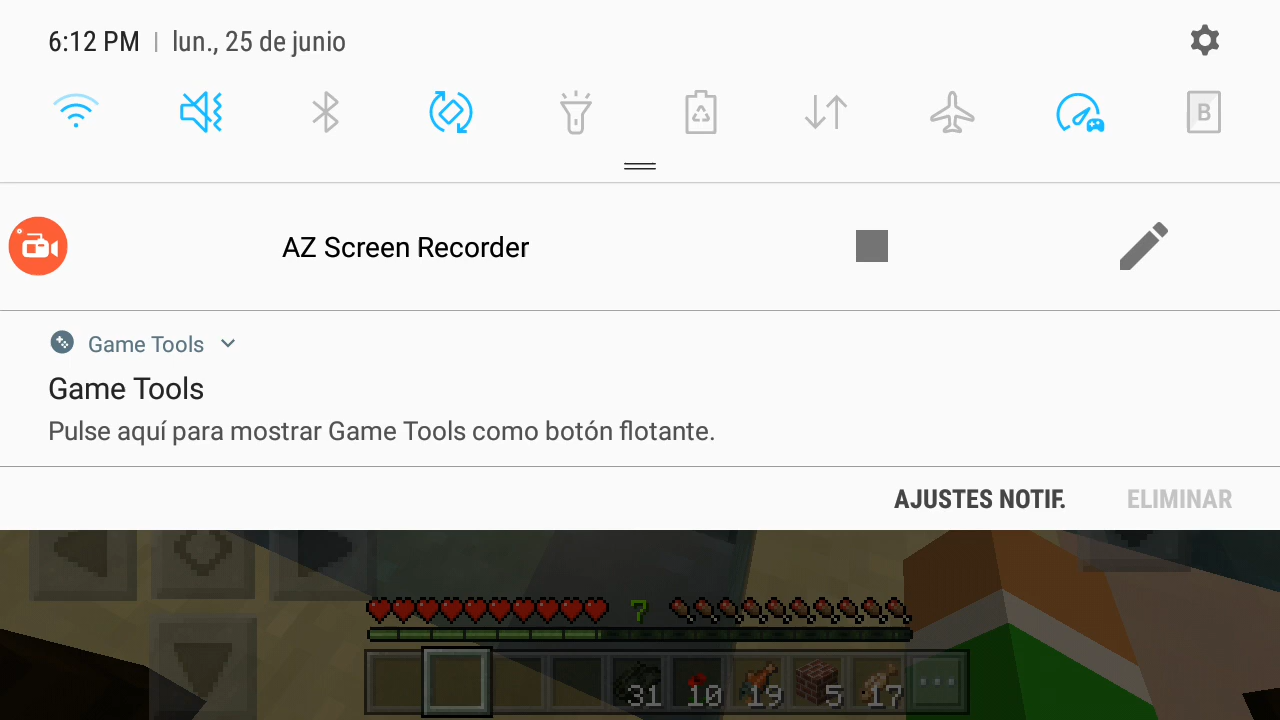 6:12 PM | lun., 25 de junio
B
AZ Screen Recorder
Game Tools
Game Tools
Pulse aquí para mostrar Game Tools como botón flotante.
AJUSTES NOTIF. ELIMINAR
7
31 10 19 5 17